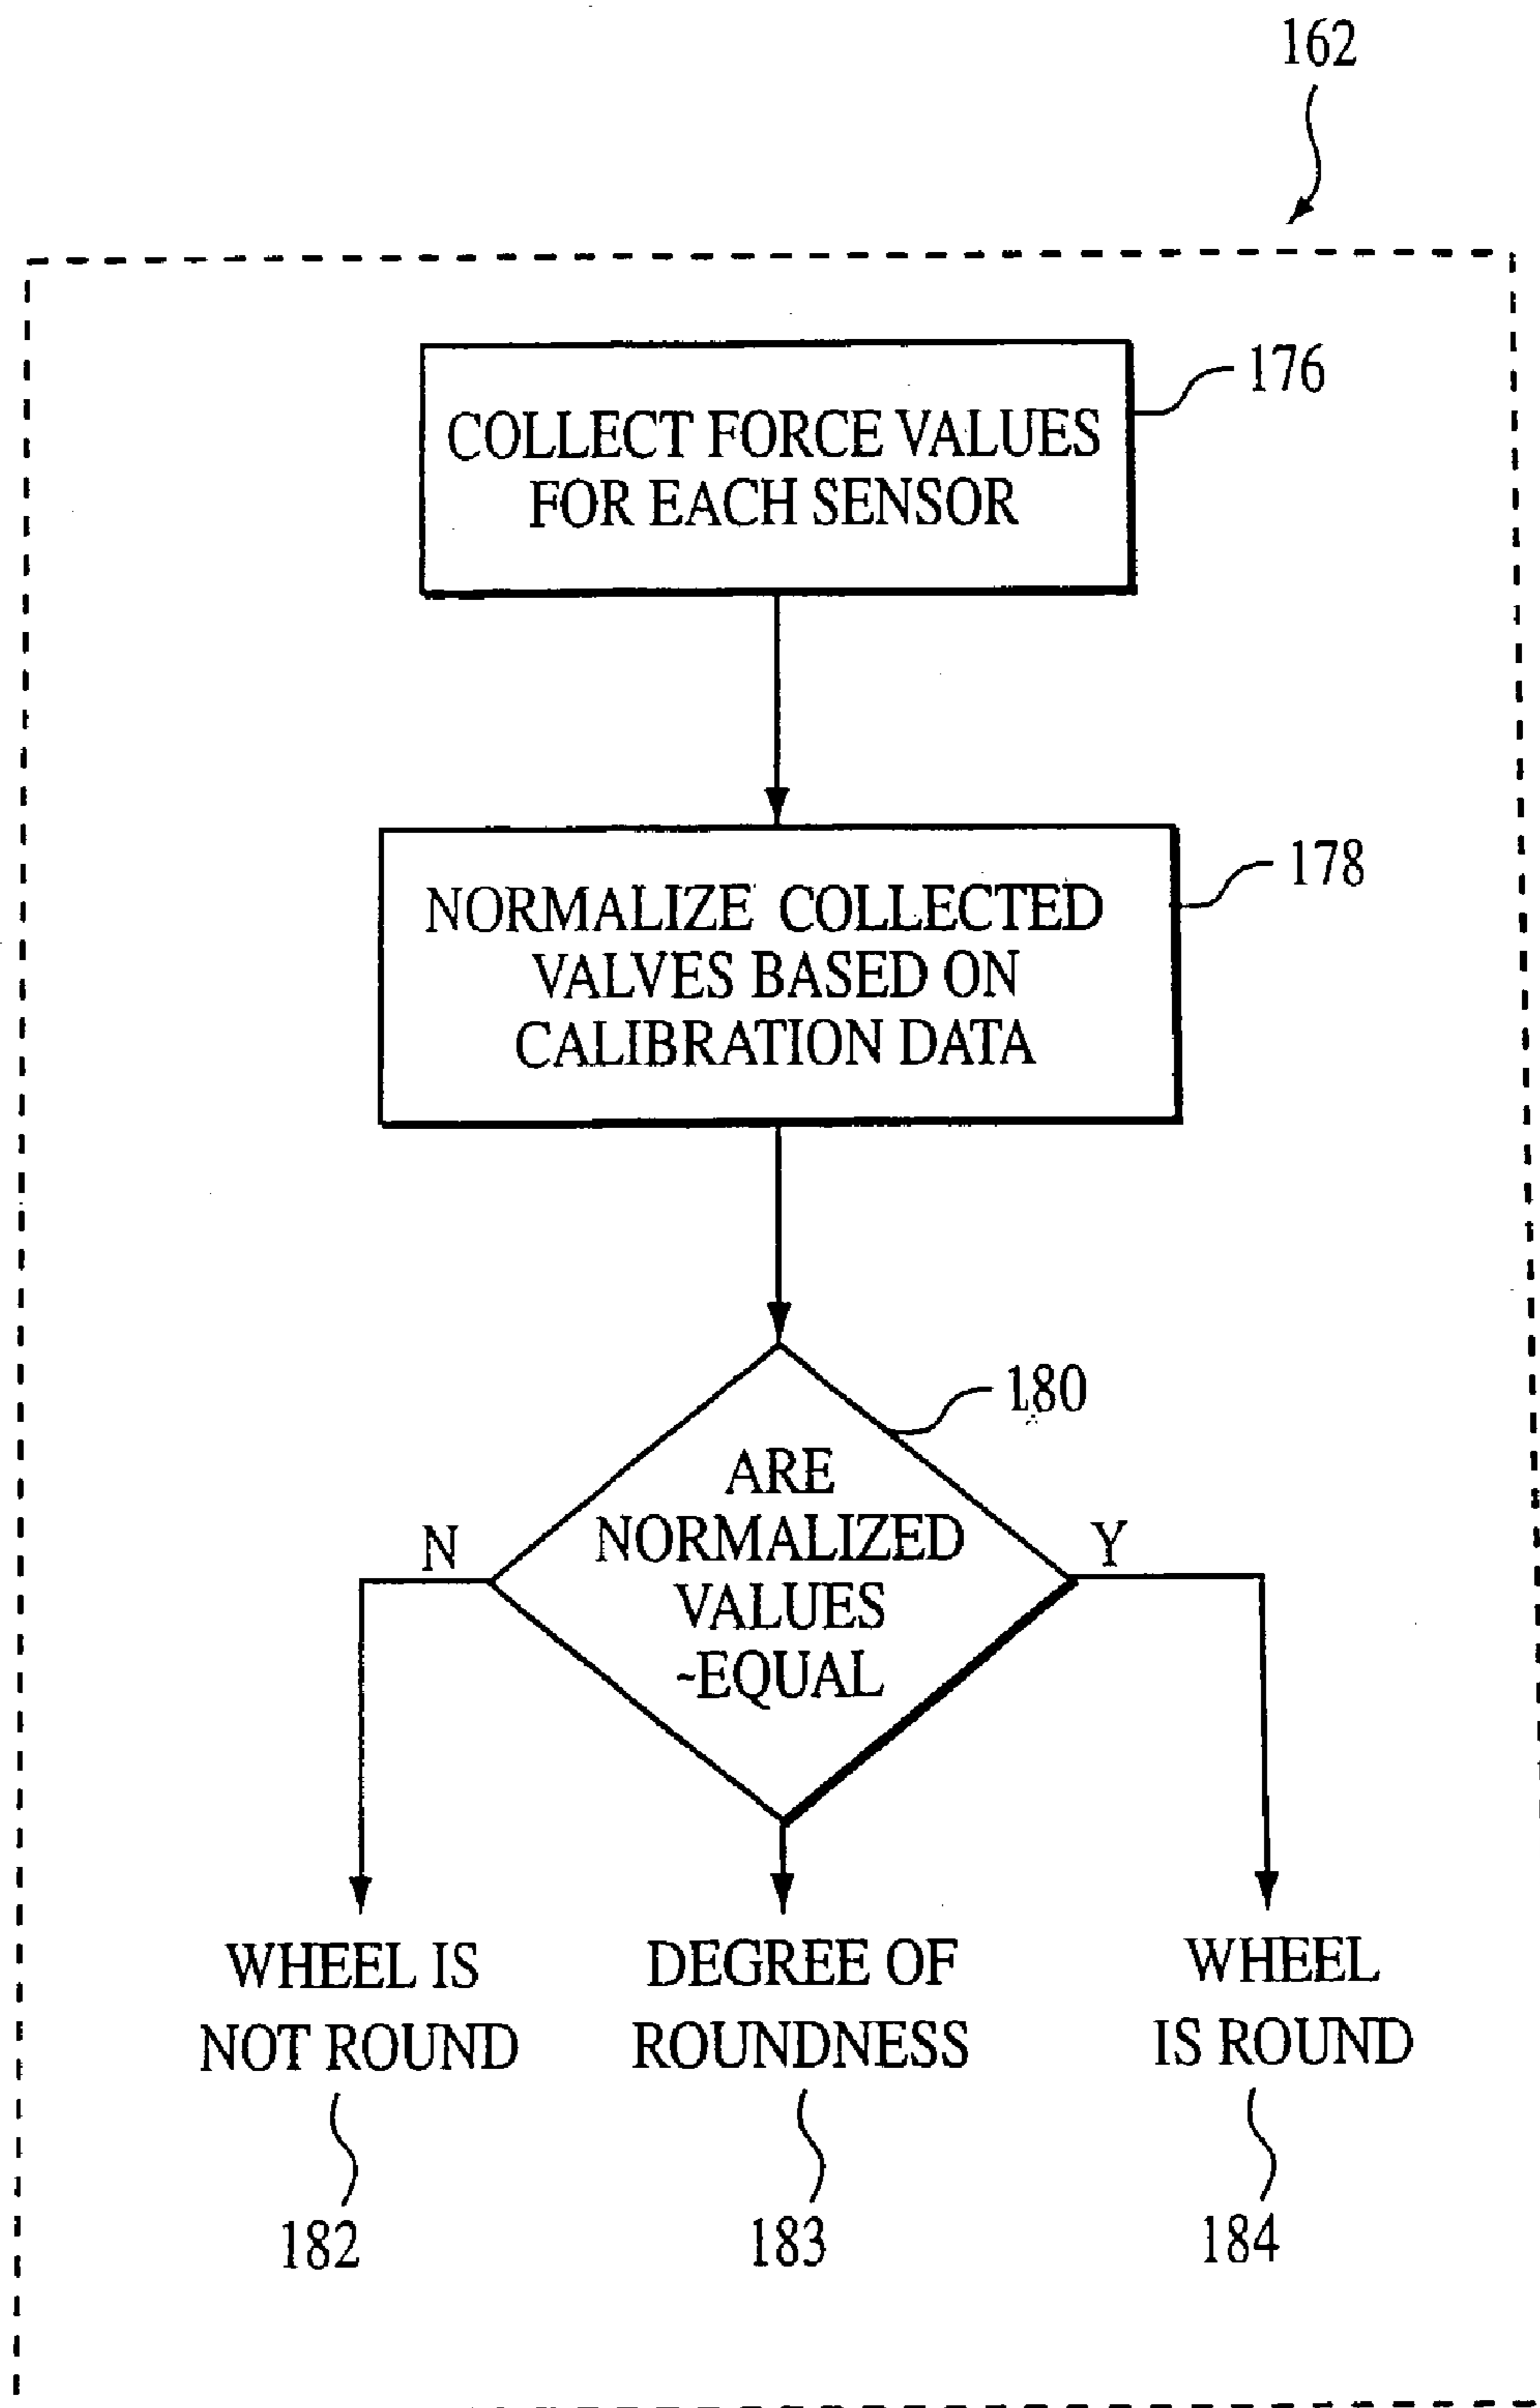 162
COLLECT FORCE VALUES
FOR EACH SENSOR
176
NORMALIZE COLLECTED
VALVES BASED ON
CALIBRATION DATA
178
180
ARE
NORMALIZED
VALUES
~EQUAL
N
Y
WHEEL IS
NOT ROUND
DEGREE OF
ROUNDNESS
WHEEL
IS ROUND
182
183
184